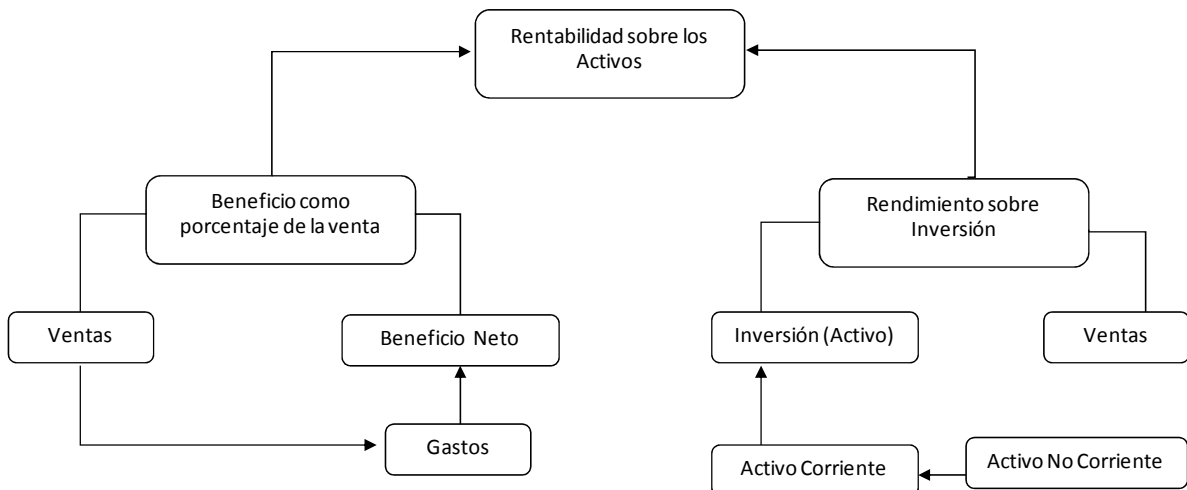 Rentabilidad sobre los
Activos
Beneficio como
porcentaje de la venta
Rendimiento sobre
Inversión
Ventas
Beneficio Neto
Inversión (Activo)
Ventas
Gastos
Activo Corriente
Activo No Corriente